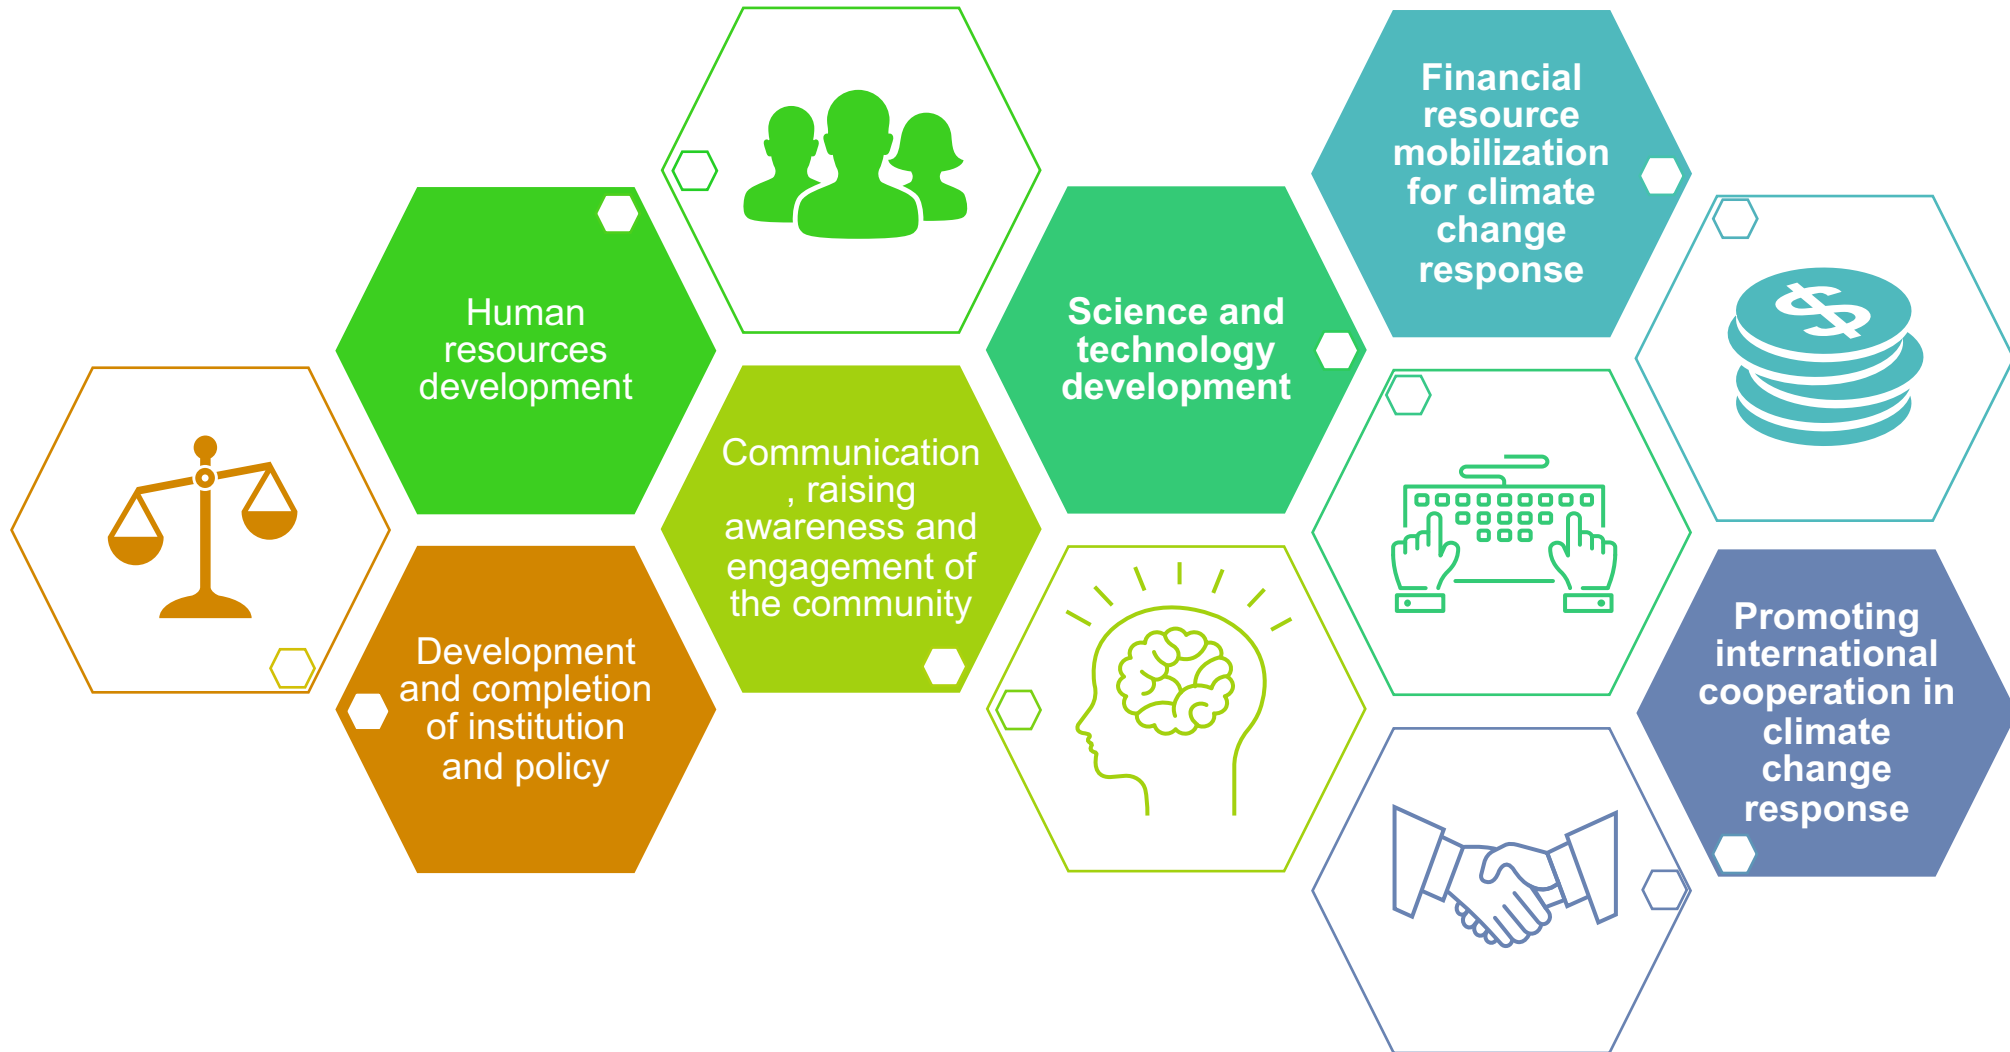 Human
resources
development
Development
and completion
of institution
and policy
Communication
, raising
awareness and
engagement of
the community
Science and
technology
development
Financial
resource
mobilization
for climate
change
response
Promoting
international
cooperation in
climate
change
response
$